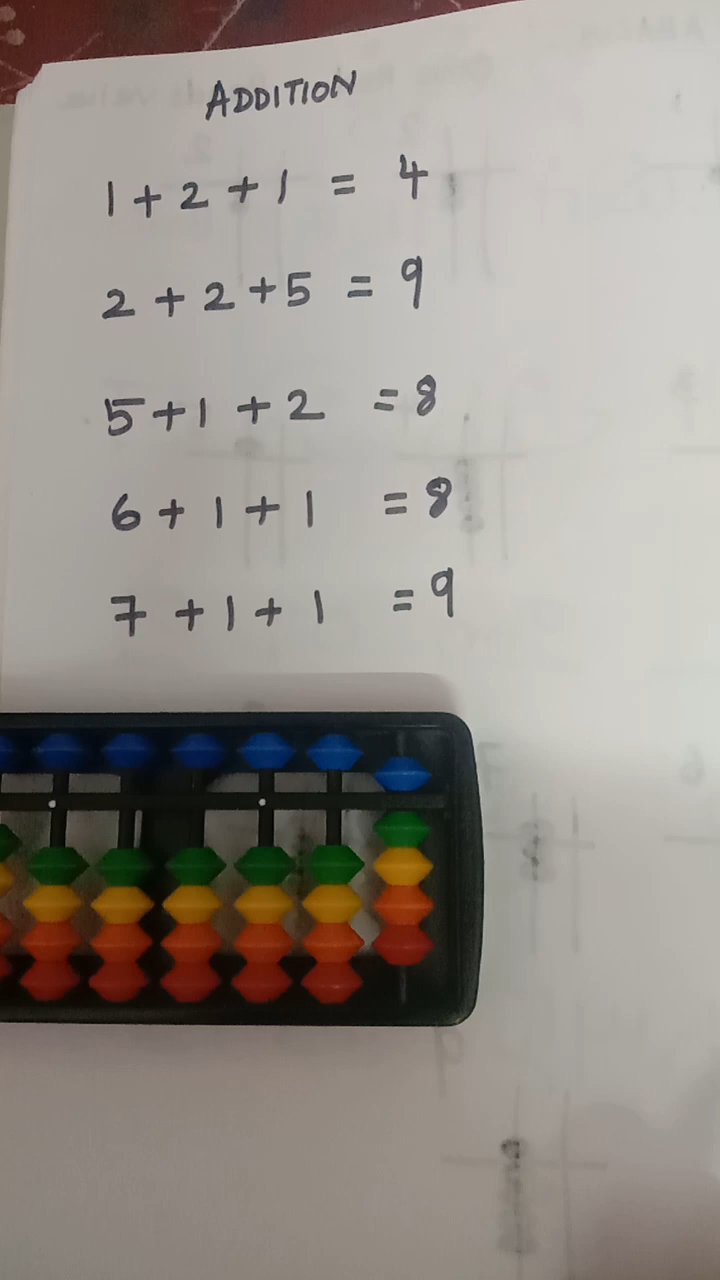 ADDITION
1 + 2 + 1 = 4
2 + 2 + 5 = 9
5 + 1 + 2 = 8
6 + 1 + 1 = 8
7 + 1 + 1 = 9